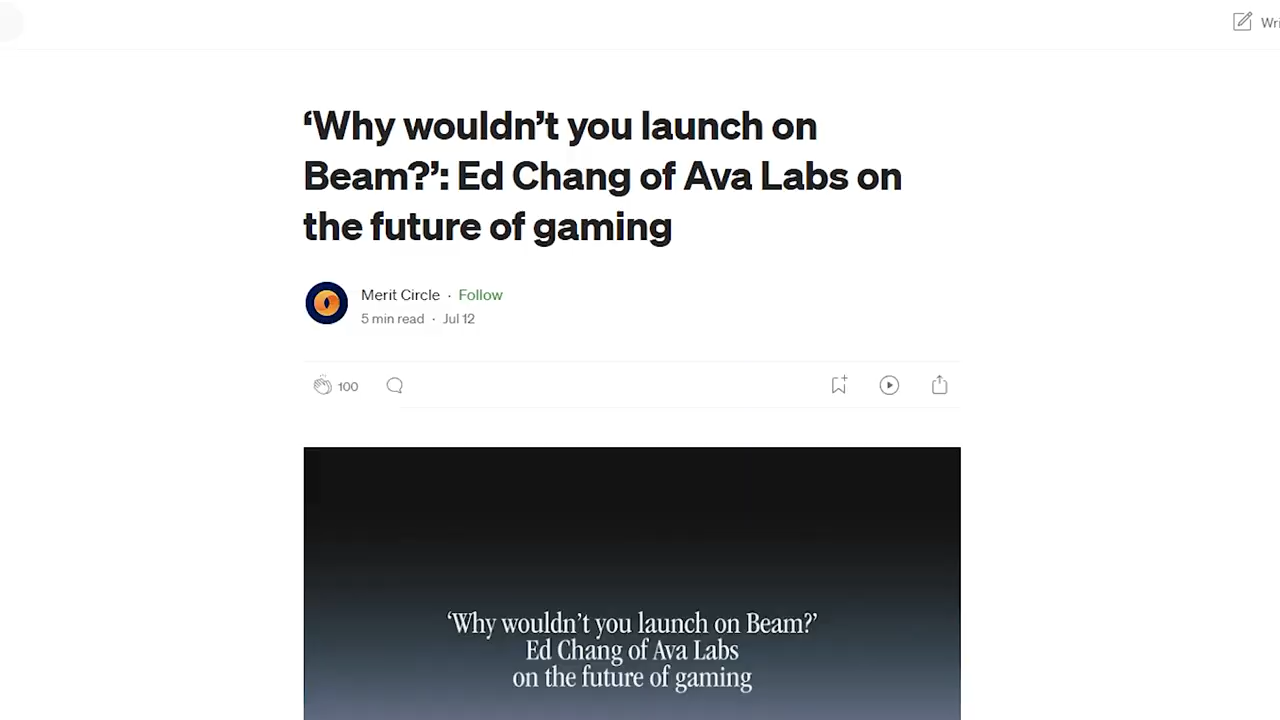 Wri
‘Why wouldn’t you launch on
Beam?’: Ed Chang of Ava Labs on
the future of gaming
Merit Circle · Follow
5 min read · Jul 12
100
‘Why wouldn’t you launch on Beam?’
Ed Chang of Ava Labs
on the future of gaming